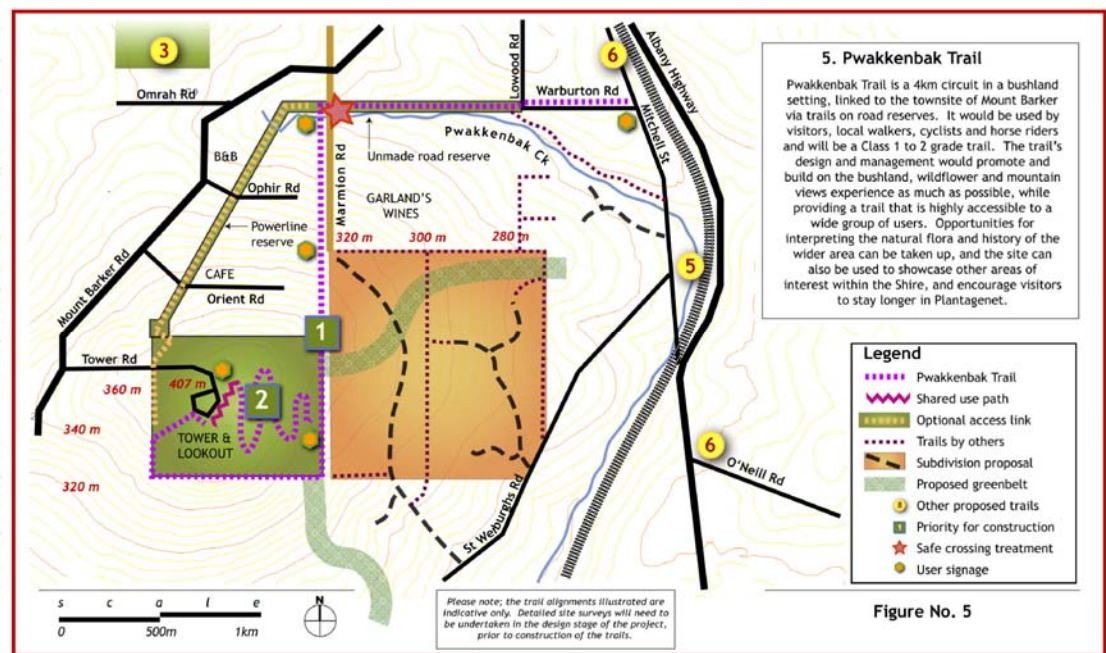 3
6
Omrah Rd
Lowood Rd
Warburton Rd
Albany Highway
Mitchell St
B&B
Unmade road reserve
Pwakkenbak Ck
Ophir Rd
Marmion Rd
GARLAND'S
WINES
Powerline
reserve
320 m
300 m
280 m
Mount Barker Rd
CAFE
Orient Rd
5
1
1
Tower Rd
360 m
407 m
2
340 m
TOWER &
LOOKOUT
320 m
6
O'Neill Rd
St Werburghs Rd
s c a l e
0 500m 1km
N
Please note; the trail alignments illustrated are
indicative only. Detailed site surveys will need to
be undertaken in the design stage of the project,
prior to construction of the trails.
5. Pwakkenbak Trail
Pwakkenbak Trail is a 4km circuit in a bushland
setting, linked to the townsite of Mount Barker
via trails on road reserves. It would be used by
visitors, local walkers, cyclists and horse riders
and will be a Class 1 to 2 grade trail. The trail's
design and management would promote and
build on the bushland, wildflower and mountain
views experience as much as possible, while
providing a trail that is highly accessible to a
wide group of users. Opportunities for
interpreting the natural flora and history of the
wider area can be taken up, and the site can
also be used to showcase other areas of
interest within the Shire, and encourage visitors
to stay longer in Plantagenet.
Legend
Pwakkenbak Trail
Shared use path
Optional access link
Trails by others
Subdivision proposal
Proposed greenbelt
Other proposed trails
1 Priority for construction
Safe crossing treatment
User signage
Figure No. 5